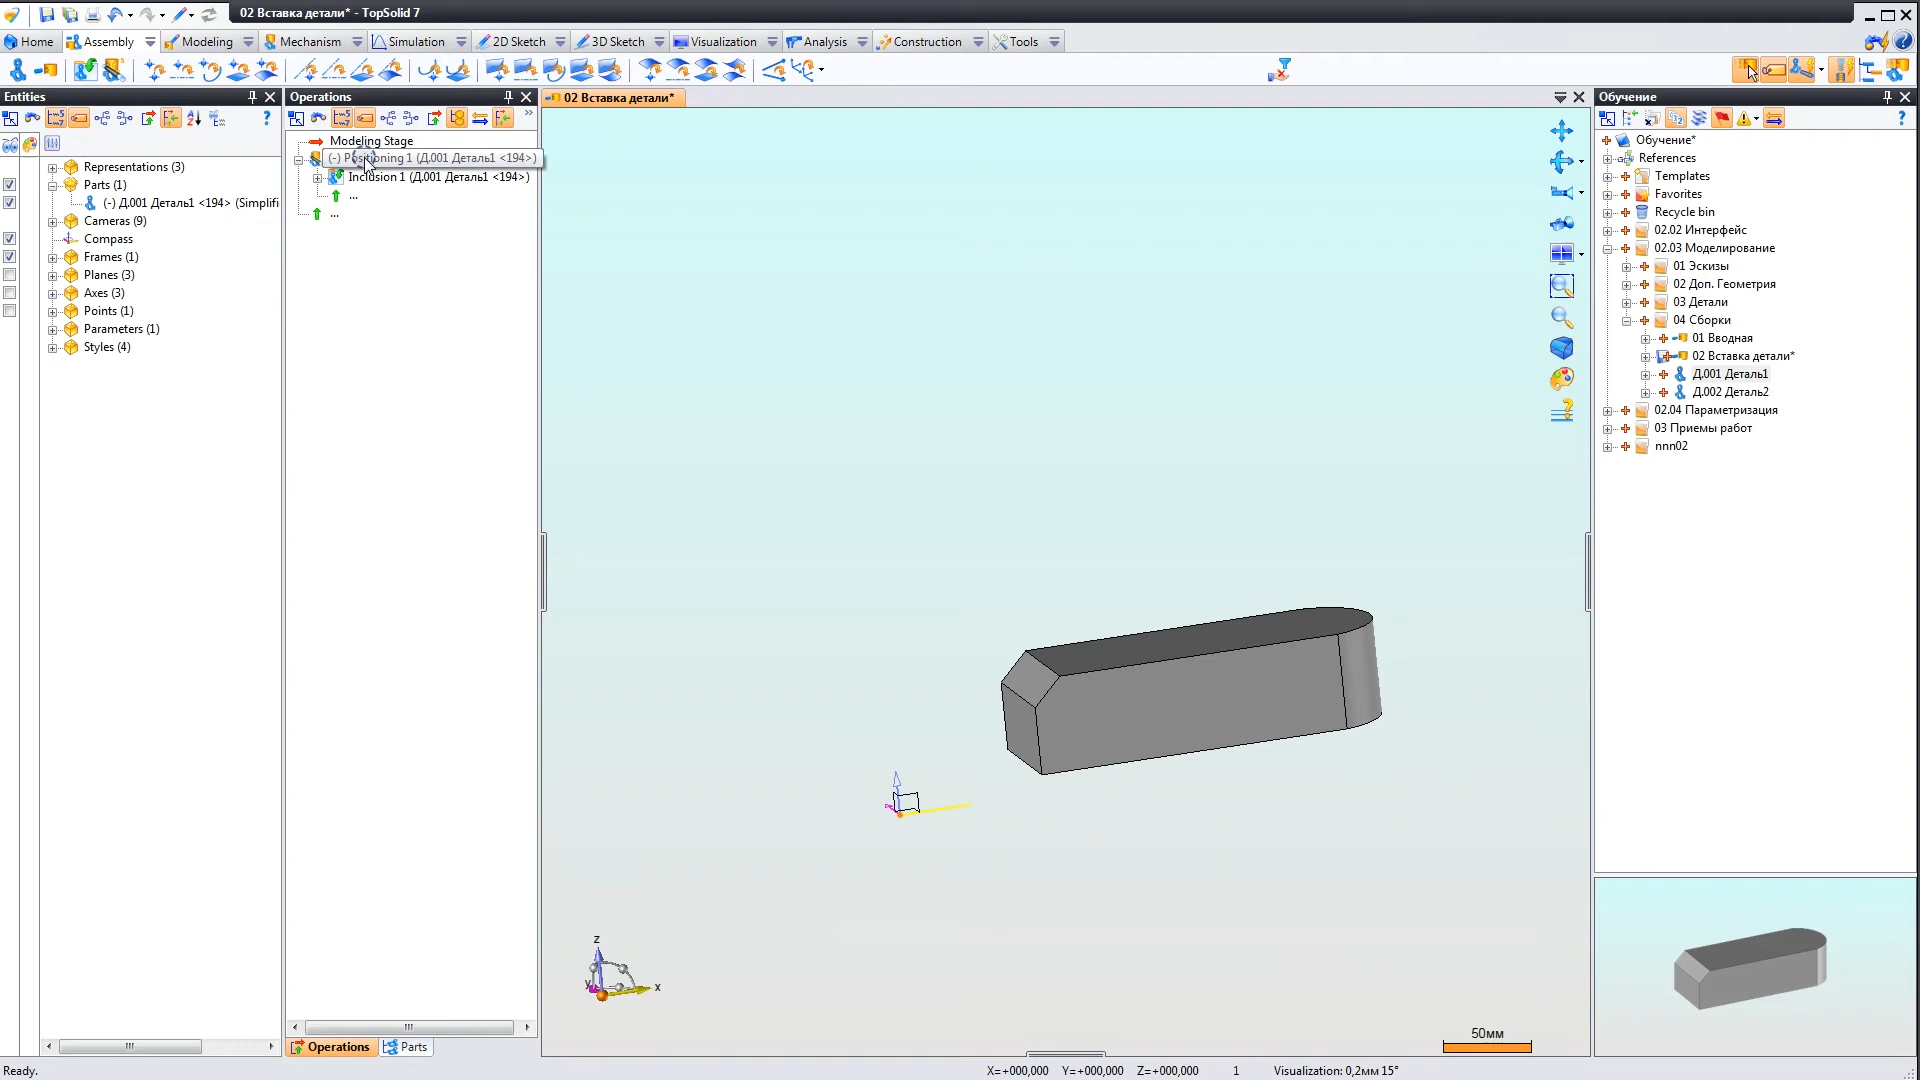 02 Вставка детали* - TopSolid 7
Home
Assembly
Modeling
Mechanism
Simulation
2D Sketch
3D Sketch
Visualization
Analysis
Construction
Tools
Entities
Representations (3)
Parts (1)
(-) Д.001 Деталь1 <194> (Simplifi
Cameras (9)
Compass
Frames (1)
Planes (3)
Axes (3)
Points (1)
Parameters (1)
Styles (4)
Operations
Modeling Stage
(-) Positioning 1 (Д.001 Деталь1 <194>)
Inclusion 1 (Д.001 Деталь1 <194>)
...
...
Operations
Parts
02 Вставка детали*
z
y
x
50мм
Обучение
Обучение*
References
Templates
Favorites
Recycle bin
02.02 Интерфейс
02.03 Моделирование
01 Эскизы
02 Доп. Геометрия
03 Детали
04 Сборки
01 Вводная
02 Вставка детали*
Д.001 Деталь1
Д.002 Деталь2
02.04 Параметризация
03 Приемы работ
nnn02
Ready.
X=+000,000 Y=+000,000 Z=+000,000 1 Visualization: 0,2мм 15°